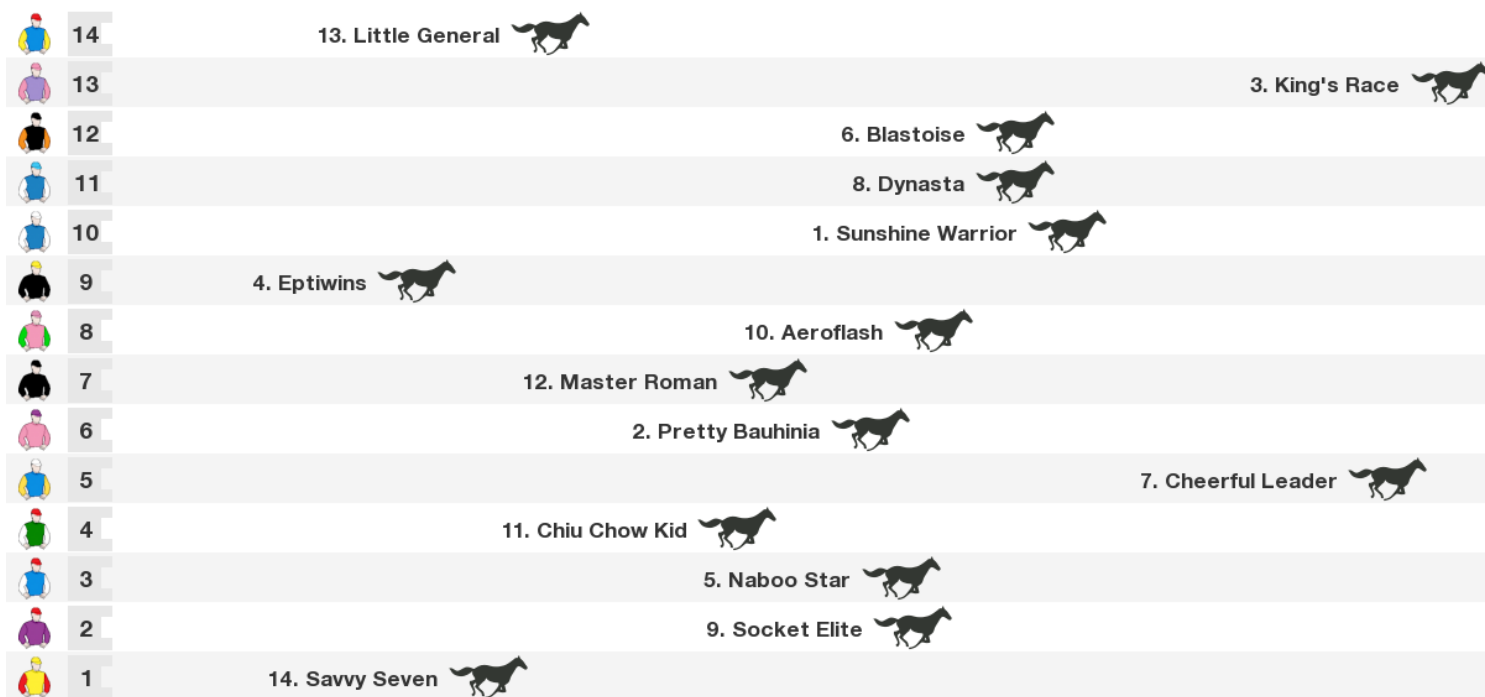 14 13. Little General
13 3. King's Race
12 6. Blastoise
11 8. Dynasta
10 1. Sunshine Warrior
9 4. Eptiwins
8 10. Aeroflash
7 12. Master Roman
6 2. Pretty Bauhinia
5 7. Cheerful Leader
4 11. Chiu Chow Kid
3 5. Naboo Star
2 9. Socket Elite
1 14. Savvy Seven